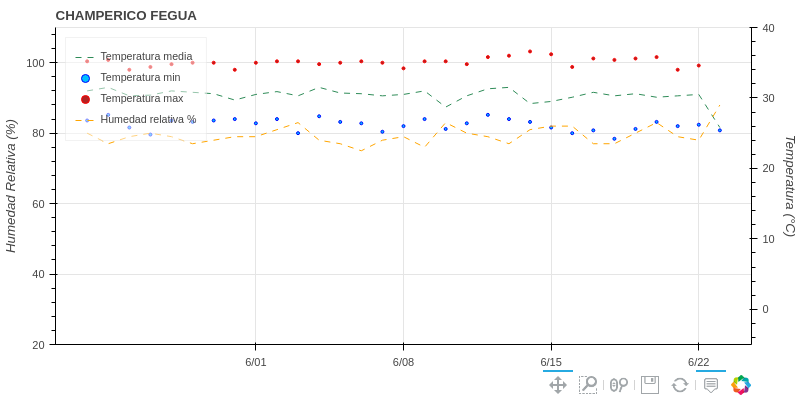 CHAMPERICO FEGUA
Temperatura media
Temperatura min
Temperatura max
Humedad relativa %
Humedad Relativa (%)
100
80
60
40
20
Temperatura (°C)
40
30
20
10
0
6/01
6/08
6/15
6/22